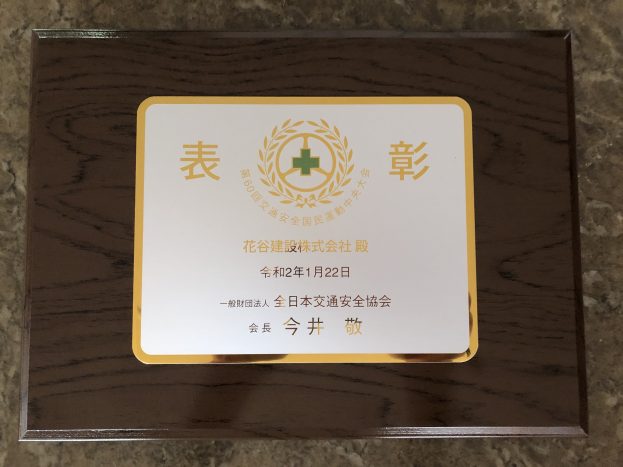 表彰
第60回交通安全国民運動中央大会
花谷建設株式会社 殿
令和2年1月22日
一般財団法人 全日本交通安全協会
会長 今井 敬